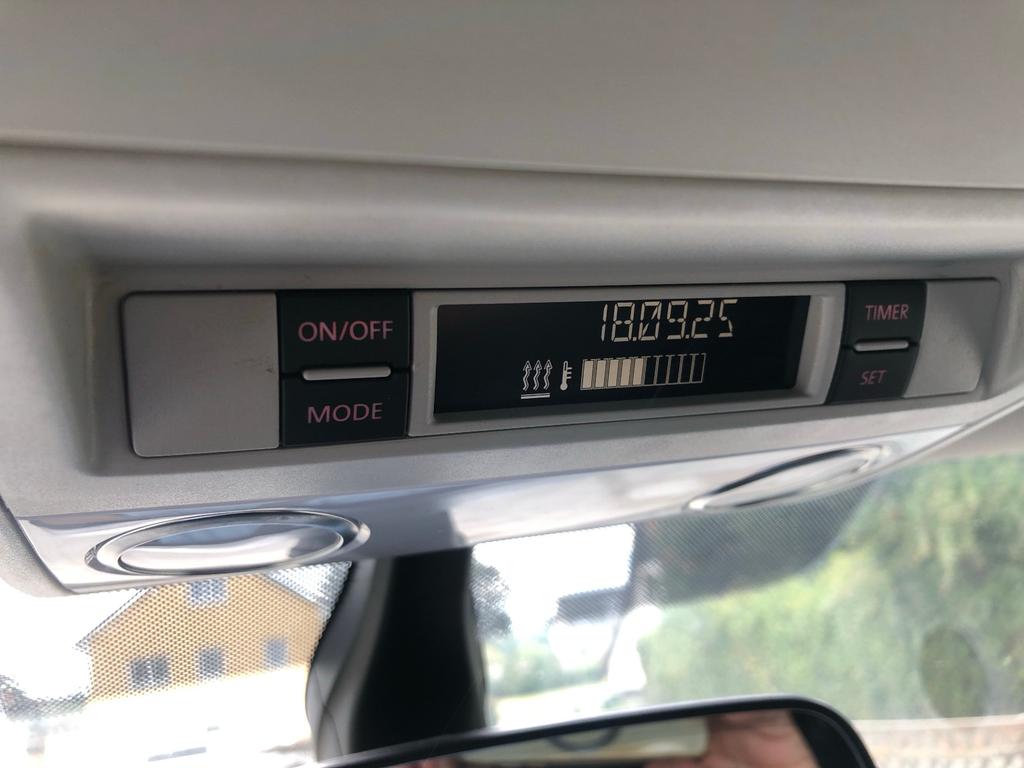 ON/OFF
MODE
18.09.25
TIMER
SET